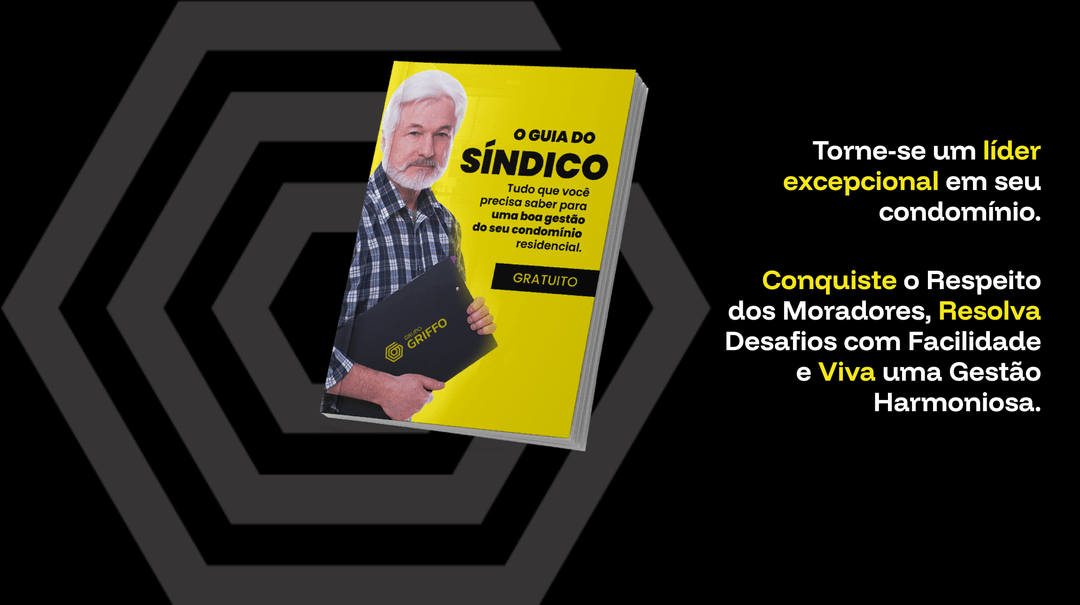 O GUIA DO
SÍNDICO
Tudo que você
precisa saber para
uma boa gestão
do seu condomínio
residencial.
GRATUITO
GRUPO
GRIFFO
Torne-se um líder
excepcional em seu
condomínio.
Conquiste o Respeito
dos Moradores, Resolva
Desafios com Facilidade
e Viva uma Gestão
Harmoniosa.